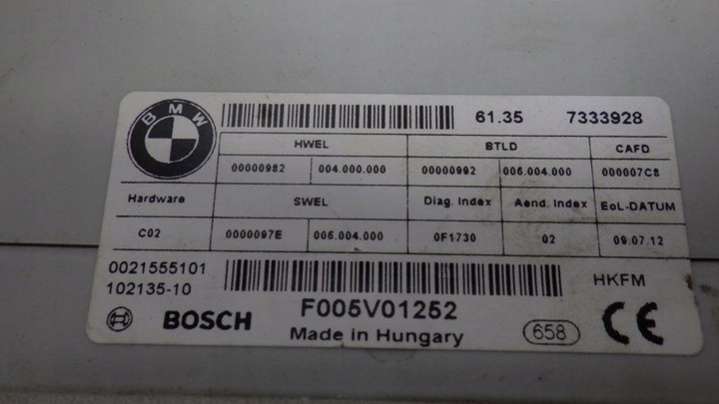 BMW
61.35 7333928
HWEL BTLD CAFD
00000982 004.000.000 00000992 006.004.000 000007C8
Hardware SWEL Diag. Index Aend. Index EoL-DATUM
C02 0000097E 005.004.000 0F1730 02 09.07.12
0021555101 HKFM
102135-10
BOSCH F005V01252 658 CE
Made in Hungary